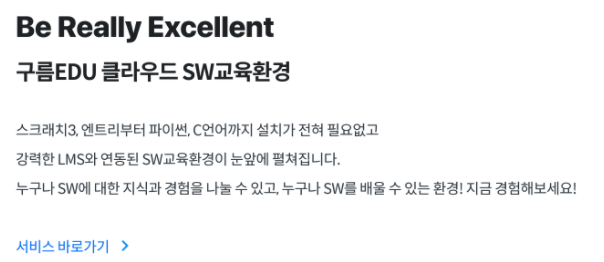 Be Really Excellent
구름EDU 클라우드 SW교육환경
스크래치3, 엔트리부터 파이썬, C언어까지 설치가 전혀 필요없고
강력한 LMS와 연동된 SW교육환경이 눈앞에 펼쳐집니다.
누구나 SW에 대한 지식과 경험을 나눌 수 있고, 누구나 SW를 배울 수 있는 환경! 지금 경험해보세요!
서비스 바로가기 >